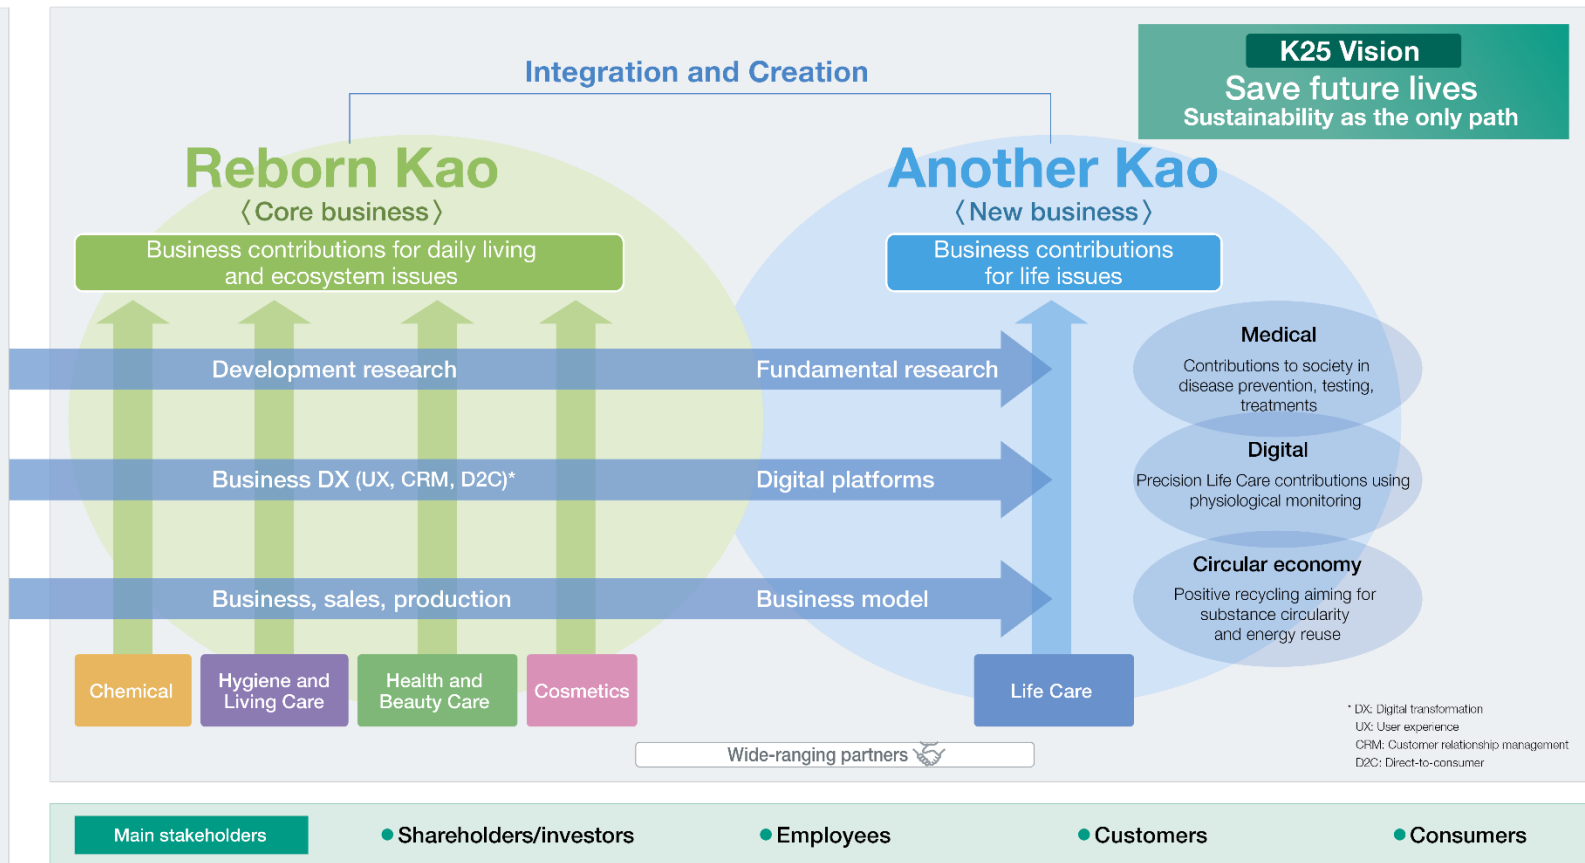 K25 Vision
Save future lives
Sustainability as the only path
Integration and Creation
Reborn Kao
〈Core business〉
Business contributions for daily living
and ecosystem issues
Another Kao
〈New business〉
Business contributions
for life issues
Development research
Fundamental research
Business DX (UX, CRM, D2C)*
Digital platforms
Business, sales, production
Business model
Medical
Contributions to society in
disease prevention, testing,
treatments
Digital
Precision Life Care contributions using
physiological monitoring
Circular economy
Positive recycling aiming for
substance circularity
and energy reuse
Chemical
Hygiene and
Living Care
Health and
Beauty Care
Cosmetics
Life Care
* DX: Digital transformation
UX: User experience
CRM: Customer relationship management
D2C: Direct-to-consumer
Wide-ranging partners
Main stakeholders
● Shareholders/investors
● Employees
● Customers
● Consumers